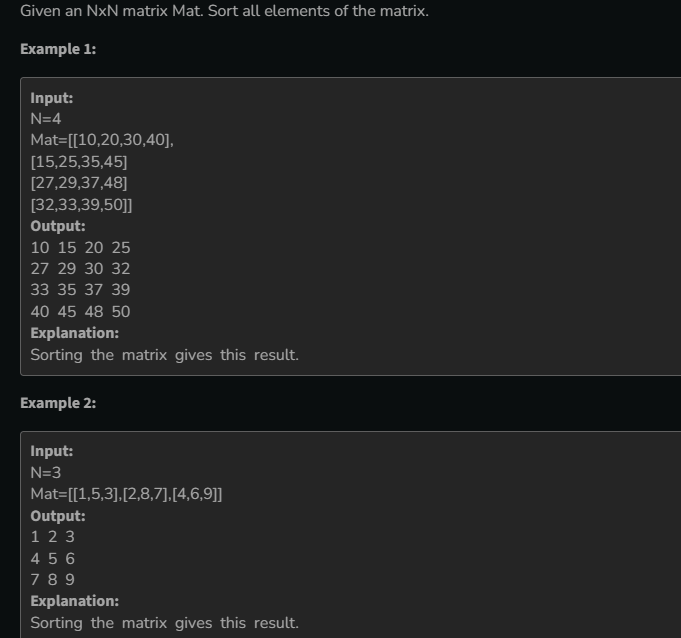 Given an NxN matrix Mat. Sort all elements of the matrix.
Example 1:
Input:
N=4
Mat=[[10,20,30,40],
[15,25,35,45]
[27,29,37,48]
[32,33,39,50]]
Output:
10 15 20 25
27 29 30 32
33 35 37 39
40 45 48 50
Explanation:
Sorting the matrix gives this result.
Example 2:
Input:
N=3
Mat=[[1,5,3],[2,8,7],[4,6,9]]
Output:
1 2 3
4 5 6
7 8 9
Explanation:
Sorting the matrix gives this result.